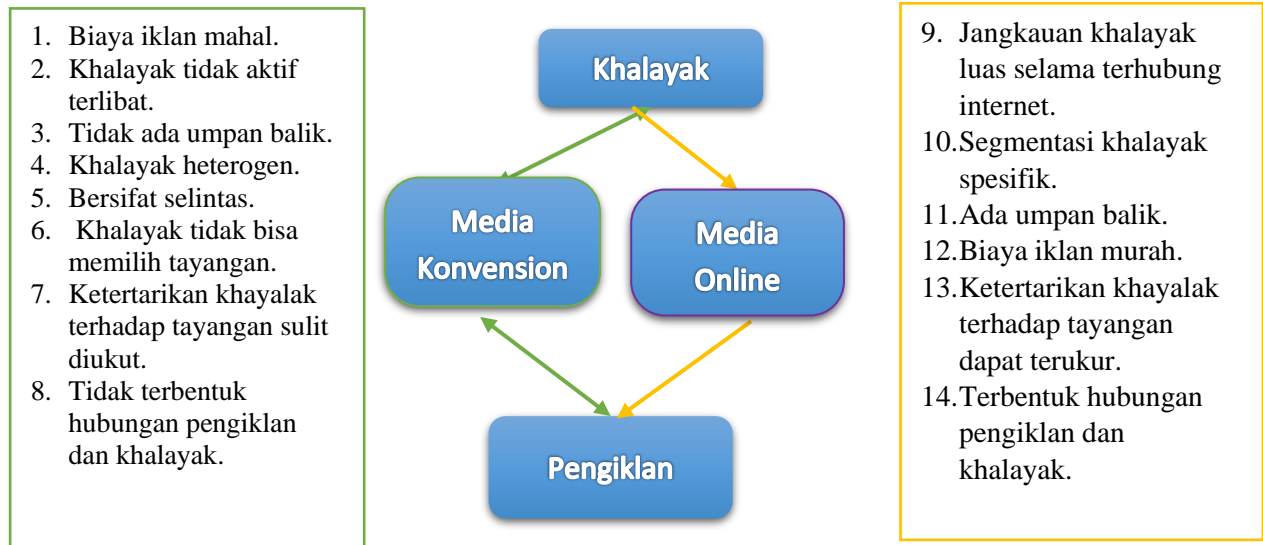 1. Biaya iklan mahal.
2. Khalayak tidak aktif
terlibat.
3. Tidak ada umpan balik.
4. Khalayak heterogen.
5. Bersifat selintas.
6. Khalayak tidak bisa
memilih tayangan.
7. Ketertarikan khayalak
terhadap tayangan sulit
diukut.
8. Tidak terbentuk
hubungan pengiklan
dan khalayak.
Khalayak
Media
Konvension
Media
Online
Pengiklan
9. Jangkauan khalayak
luas selama terhubung
internet.
10.Segmentasi khalayak
spesifik.
11.Ada umpan balik.
12.Biaya iklan murah.
13.Ketertarikan khayalak
terhadap tayangan
dapat terukur.
14.Terbentuk hubungan
pengiklan dan
khalayak.